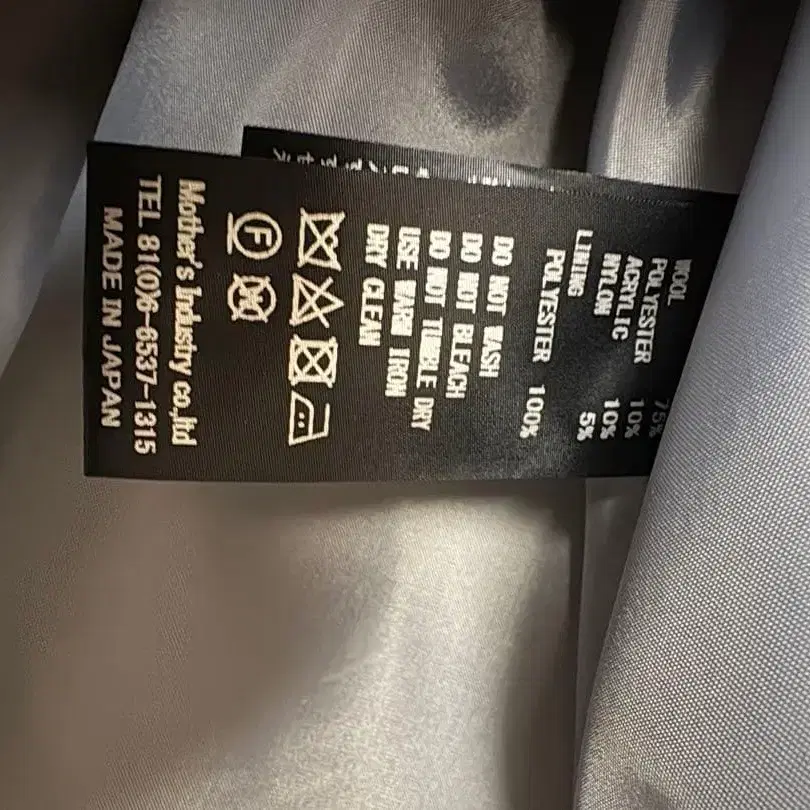 WOOL 75%
POLYESTER 10%
ACRYLIC 10%
NYLON 5%
LINING
POLYESTER 100%
DO NOT WASH
DO NOT BLEACH
DO NOT TUMBLE DRY
USE WARM IRON
DRY CLEAN
F
Mother's Industry co.,ltd
TEL 81(0)6-6537-1315
MADE IN JAPAN